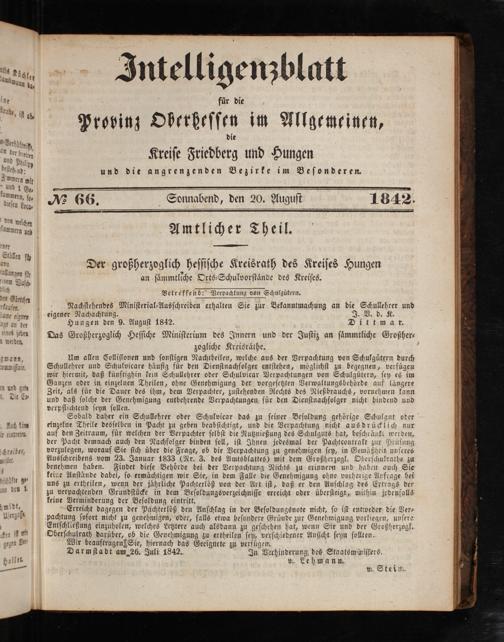 Intelligenzblatt
für die
Provinz Oberhessen im Allgemeinen,
die
Kreise Friedberg und Hungen
und die angrenzenden Bezirke im Besonderen.
№ 66. Sonnabend, den 20. August 1842.
Amtlicher Theil.
Der großherzoglich hessische Kreisrath des Kreises Hungen
an sämmtliche Orts-Schulvorstände des Kreises.
Betreffend: Verpachtung von Schulgütern.
Nachstehendes Ministerial-Ausschreiben erhalten Sie zur Bekanntmachung an die Schullehrer und
eigener Nachachtung. J. V. d. K.
Hungen den 9. August 1842. Dittmar.
Das Großherzoglich Hessische Ministerium des Innern und der Justiz an sämmtliche Großher-
zogliche Kreisräthe.
Um allen Collisionen und sonstigen Nachtheilen, welche aus der Verpachtung von Schulgütern durch
Schullehrer und Schulvicare häufig für den Dienstnachfolger entstehen, möglichst zu begegnen, verfügen
wir hiermit, daß künftighin kein Schullehrer oder Schulvicar Verpachtungen von Schulgütern, sey es im
Ganzen oder in einzelnen Theilen, ohne Genehmigung der vorgesetzten Verwaltungsbehörde auf längere
Zeit, als für die Dauer des ihm, dem Verpachter, zustehenden Rechts des Nießbrauchs, vornehmen kann
und daß solche der Genehmigung entbehrende Verpachtungen für den Dienstnachfolger nicht bindend und
verpflichtend seyn sollen.
Sobald daher ein Schullehrer oder Schulvicar das zu seiner Besoldung gehörige Schulgut oder
einzelne Theile desselben in Pacht zu geben beabsichtigt, und die Verpachtung nicht ausdrücklich nur
auf den Zeitraum, für welchen der Verpachter selbst die Nutznießung des Schulguts hat, beschränkt werden,
der Pacht demnach auch den Nachfolger binden soll, ist Ihnen jedesmal der Pachtcontrakt zur Prüfung
vorzulegen, worauf Sie sich über die Frage, ob die Verpachtung zu genehmigen sey, in Gemäßheit unseres
Ausschreibens vom 23. Januar 1833 (Nr. 3. des Amtsblattes) mit dem Großherzogl. Oberschulrathe zu
benehmen haben. Findet diese Behörde bei der Verpachtung Nichts zu erinnern und haben auch Sie
keine Anstände dabei, so ermächtigen wir Sie, in dem Falle die Genehmigung ohne vorherige Anfrage bei
uns zu ertheilen, wenn der jährliche Pachterlös von der Art ist, daß er den Anschlag des Ertrags der
zu verpachtenden Grundstücke in dem Besoldungsverzeichnisse erreicht oder übersteigt, mithin jedenfalls
keine Verminderung der Besoldung eintritt.
Erreicht dagegen der Pachterlös den Anschlag in der Besoldungsnote nicht, so ist entweder die Ver-
pachtung sofort nicht zu genehmigen, oder, falls etwa besondere Gründe zur Genehmigung vorliegen, unsere
Entschließung einzuholen, welches Letztere auch alsdann zu geschehen hat, wenn Sie und der Großherzogl.
Oberschulrath darüber, ob die Genehmigung zu ertheilen sey, verschiedener Ansicht seyn sollten.
Wir beauftragen Sie, hiernach das Geeignete zu verfügen.
Darmstadt am 26. Juli 1842. In Verhinderung des Staatsministers.
v. Lehmann.
v. Stein.